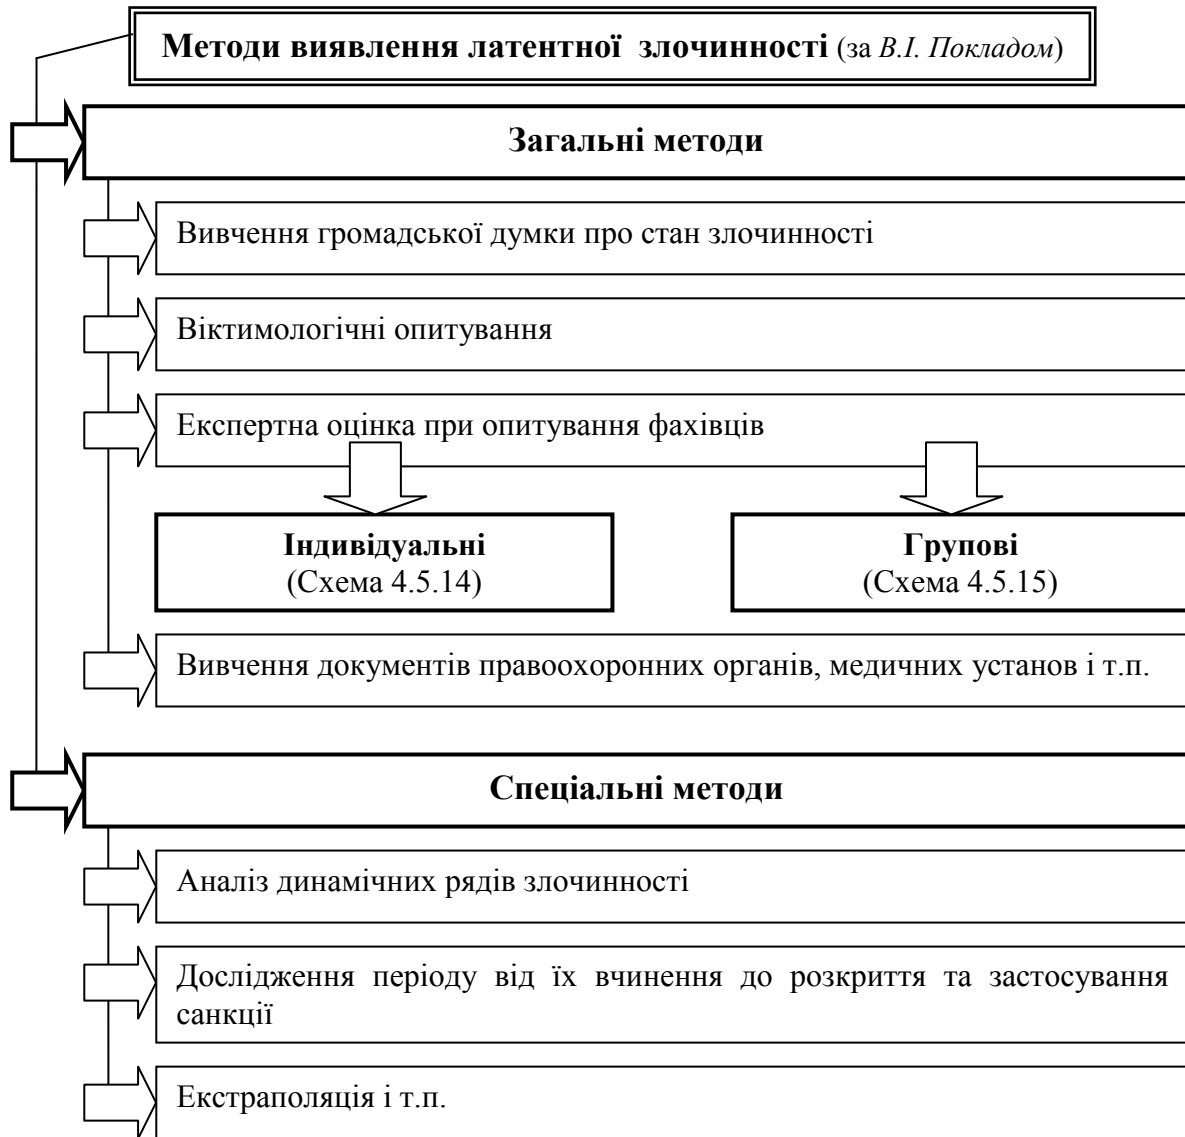 Методи виявлення латентної злочинності (за В.І. Покладом)
Загальні методи
Вивчення громадської думки про стан злочинності
Віктимологічні опитування
Експертна оцінка при опитування фахівців
Індивідуальні
(Схема 4.5.14)
Групові
(Схема 4.5.15)
Вивчення документів правоохоронних органів, медичних установ і т.п.
Спеціальні методи
Аналіз динамічних рядів злочинності
Дослідження періоду від їх вчинення до розкриття та застосування
санкції
Екстраполяція і т.п.